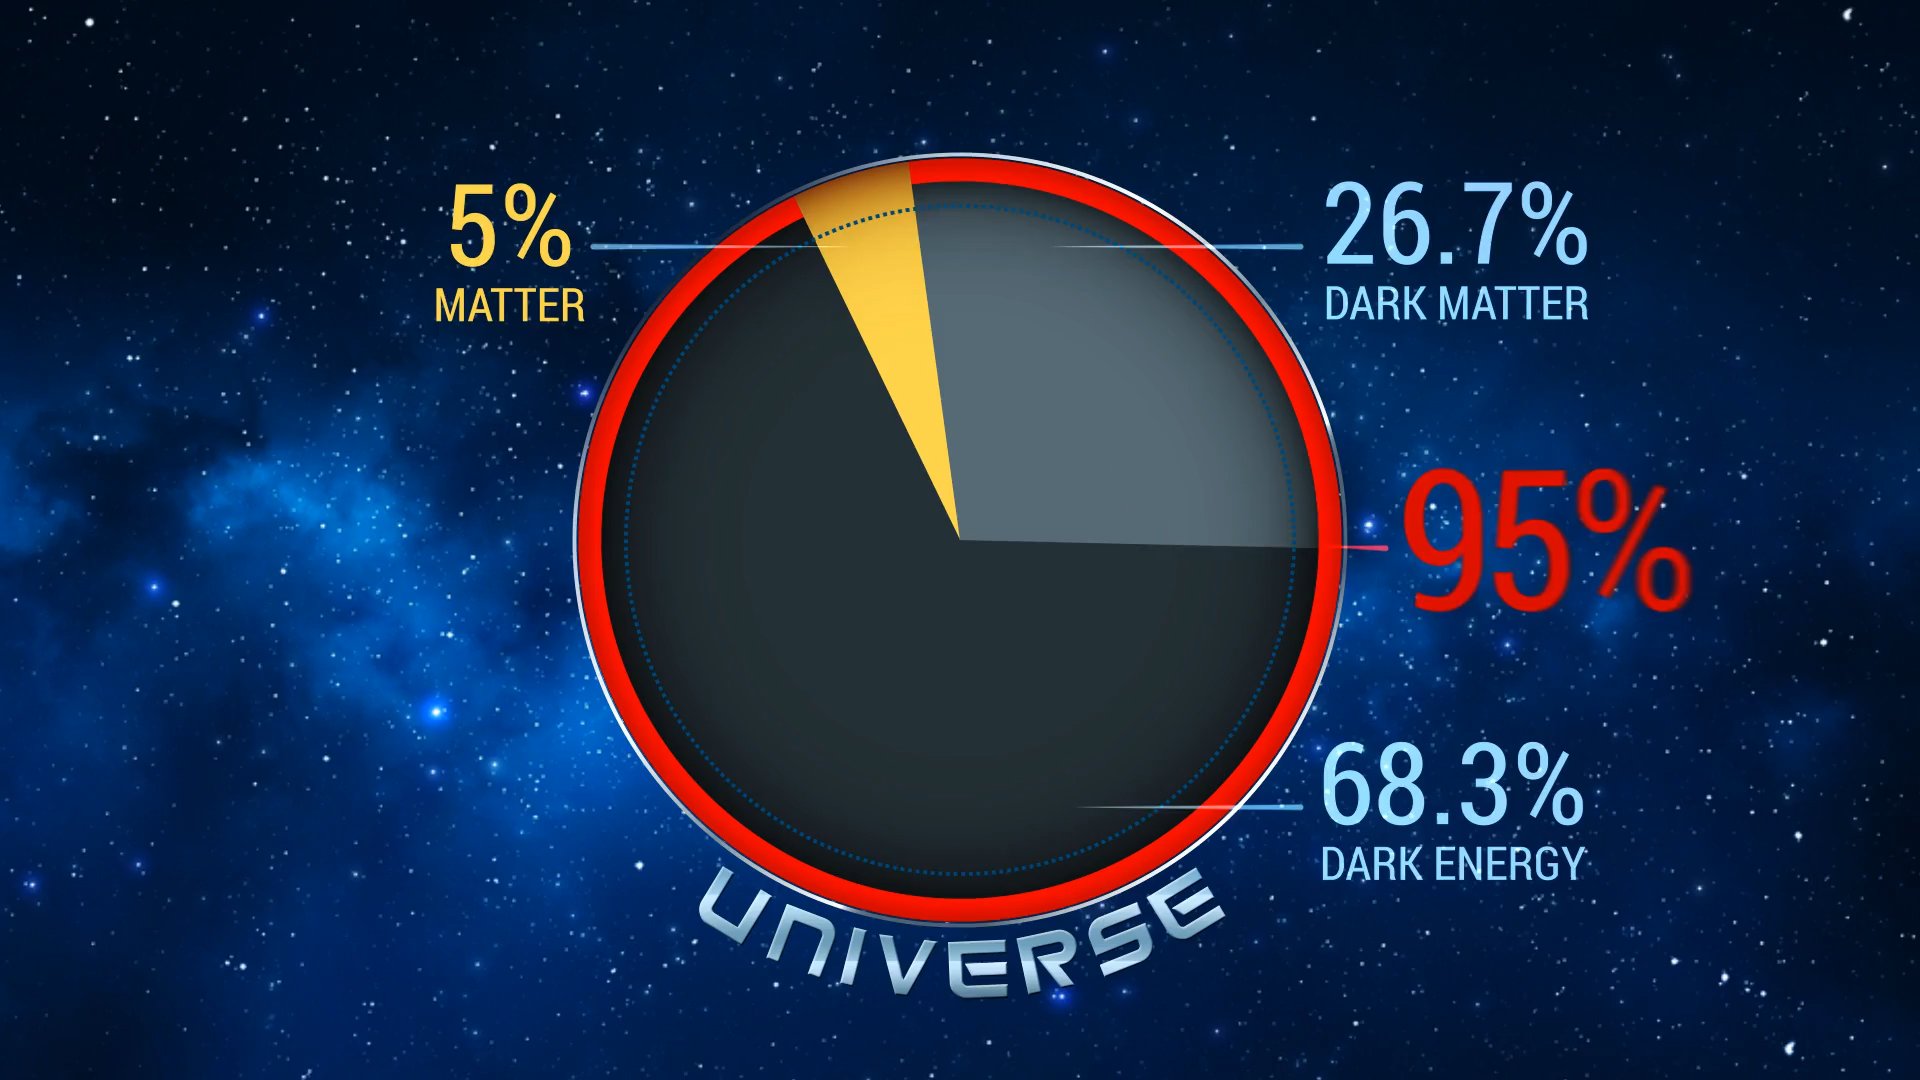 5%
MATTER
26.7%
DARK MATTER
95%
68.3%
DARK ENERGY
UNIVERSE